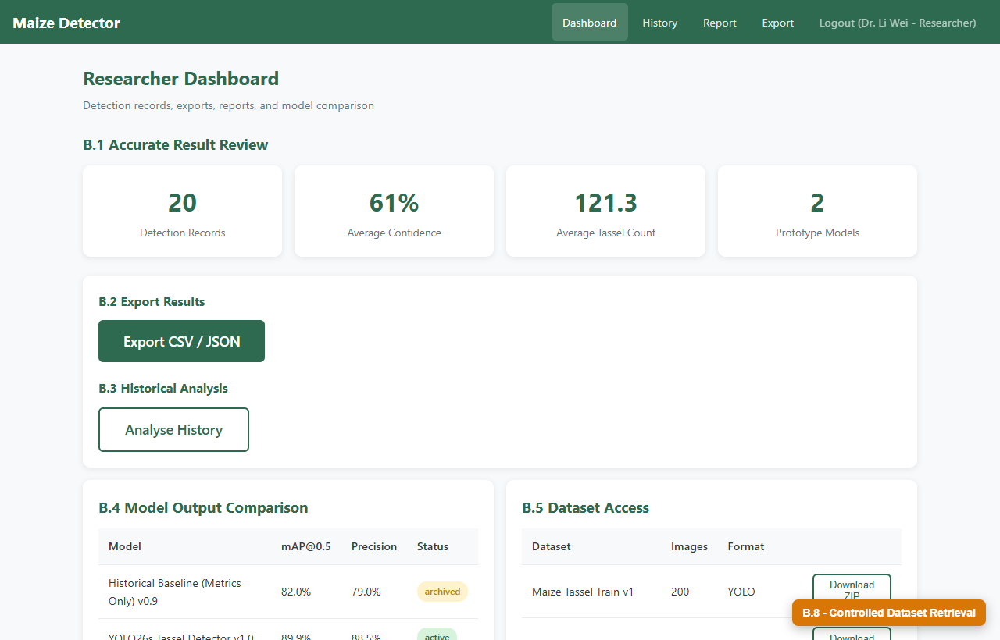 Maize Detector
Dashboard
History
Report
Export
Logout (Dr. Li Wei - Researcher)
Researcher Dashboard
Detection records, exports, reports, and model comparison
B.1 Accurate Result Review
20
Detection Records
61%
Average Confidence
121.3
Average Tassel Count
2
Prototype Models
B.2 Export Results
Export CSV / JSON
B.3 Historical Analysis
Analyse History
B.4 Model Output Comparison
Model mAP@0.5 Precision Status
Historical Baseline (Metrics
Only) v0.9
82.0% 79.0% archived
YOLO26s Tassel Detector v1.0 89.9% 88.5% active
B.5 Dataset Access
Dataset Images Format
Maize Tassel Train v1 200 YOLO
Download
ZIP
B.8 - Controlled Dataset Retrieval
Download